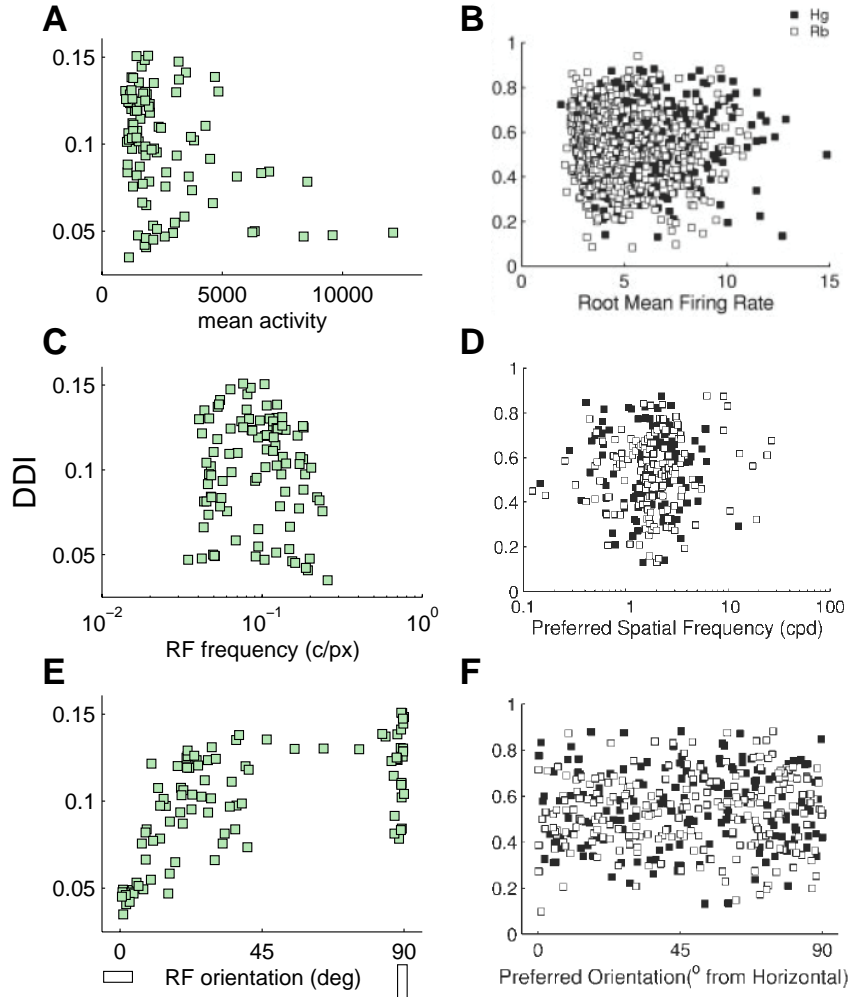 A
0.15
0.1
0.05
0 5000 10000
mean activity
B
Hg
Rb
1
0.8
0.6
0.4
0.2
0
0 5 10 15
Root Mean Firing Rate
C
DDI
0.15
0.1
0.05
10−2 10−1 100
RF frequency (c/px)
D
1
0.8
0.6
0.4
0.2
0
0.1 1 10 100
Preferred Spatial Frequency (cpd)
E
0.15
0.1
0.05
0 45 90
RF orientation (deg)
F
1
0.8
0.6
0.4
0.2
0
0 45 90
Preferred Orientation(o from Horizontal)